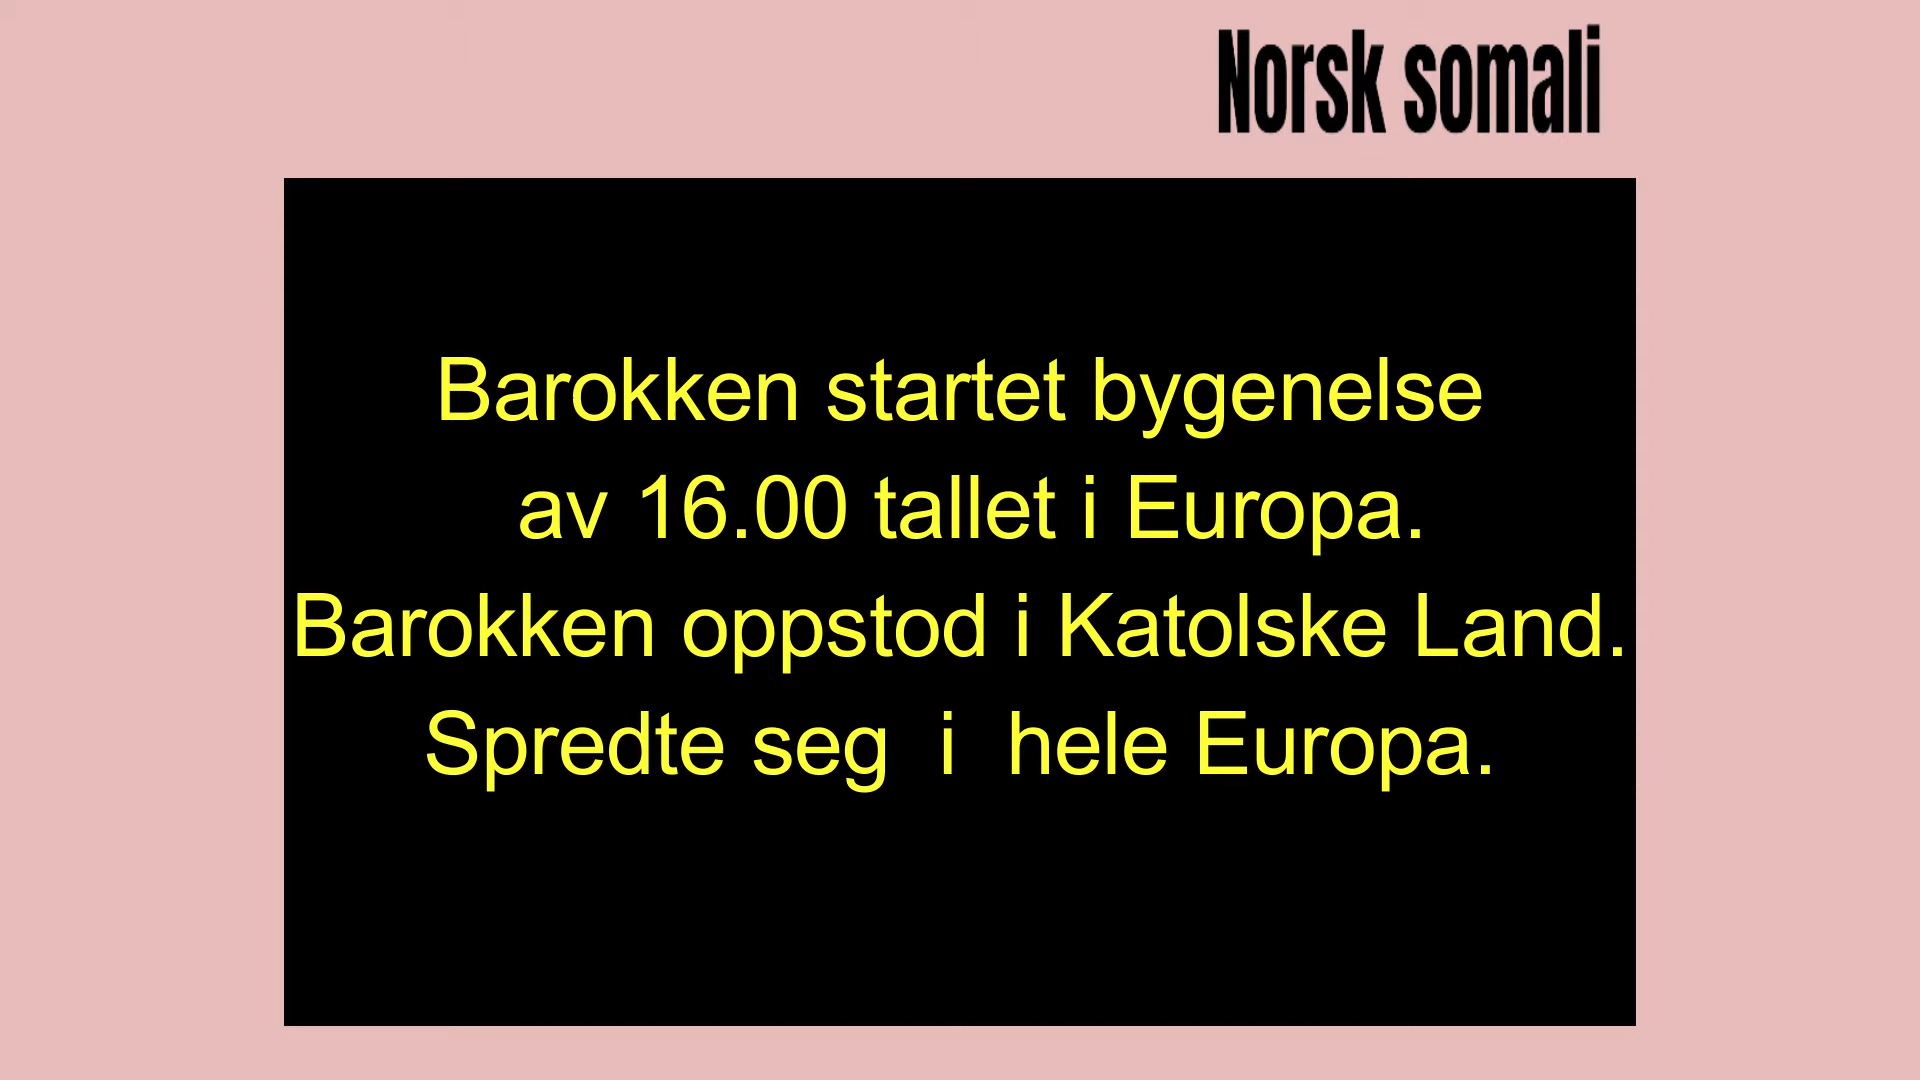 Norsk somali
Barokken startet bygenelse
av 16.00 tallet i Europa.
Barokken oppstod i Katolske Land.
Spredte seg i hele Europa.